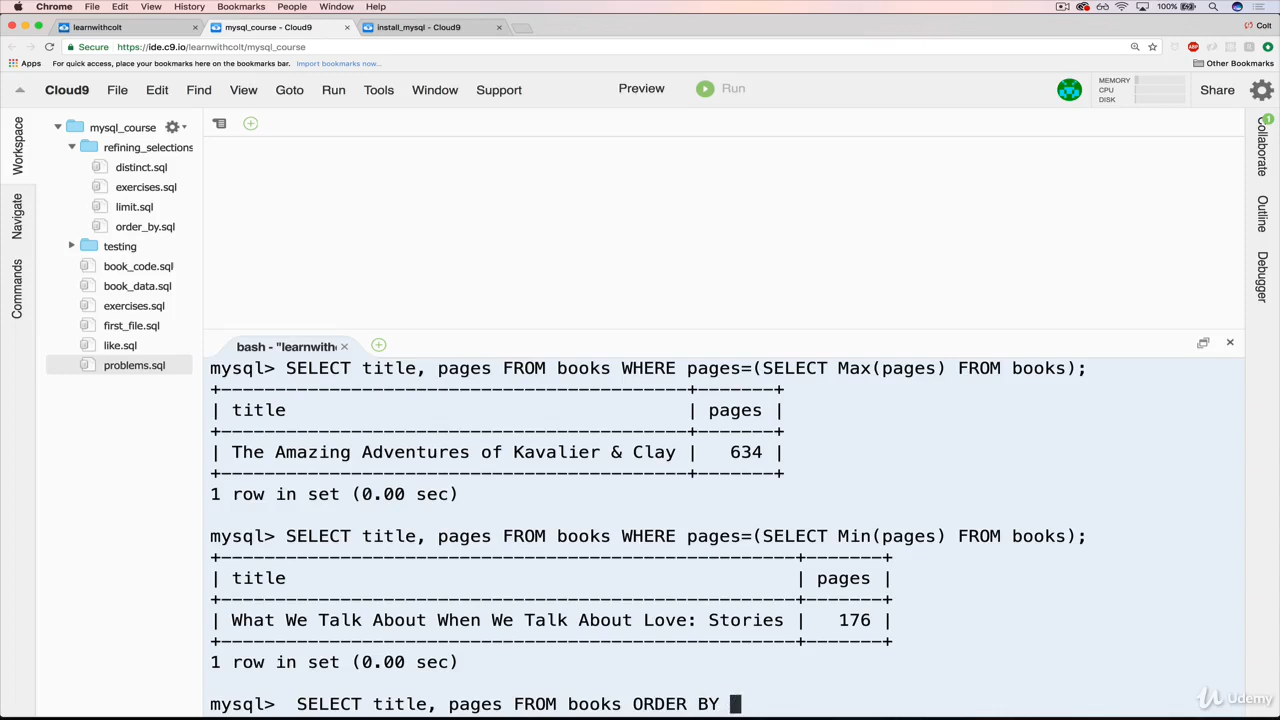 Chrome File Edit View History Bookmarks People Window Help 100%
learnwithcolt mysql_course - Cloud9 install_mysql - Cloud9 Colt
Secure https://ide.c9.io/learnwithcolt/mysql_course
Apps For quick access, place your bookmarks here on the bookmarks bar. Import bookmarks now... Other Bookmarks
Cloud9 File Edit Find View Goto Run Tools Window Support Preview Run MEMORY Share
CPU
DISK
Workspace
Navigate
Commands
mysql_course
refining_selections
distinct.sql
exercises.sql
limit.sql
order_by.sql
testing
book_code.sql
book_data.sql
exercises.sql
first_file.sql
like.sql
problems.sql
Collaborate 1
Outline
Debugger
bash - "learnwith
mysql> SELECT title, pages FROM books WHERE pages=(SELECT Max(pages) FROM books);
| title | pages |
| The Amazing Adventures of Kavalier & Clay | 634 |
1 row in set (0.00 sec)
mysql> SELECT title, pages FROM books WHERE pages=(SELECT Min(pages) FROM books);
| title | pages |
| What We Talk About When We Talk About Love: Stories | 176 |
1 row in set (0.00 sec)
mysql>  SELECT title, pages FROM books ORDER BY
Udemy